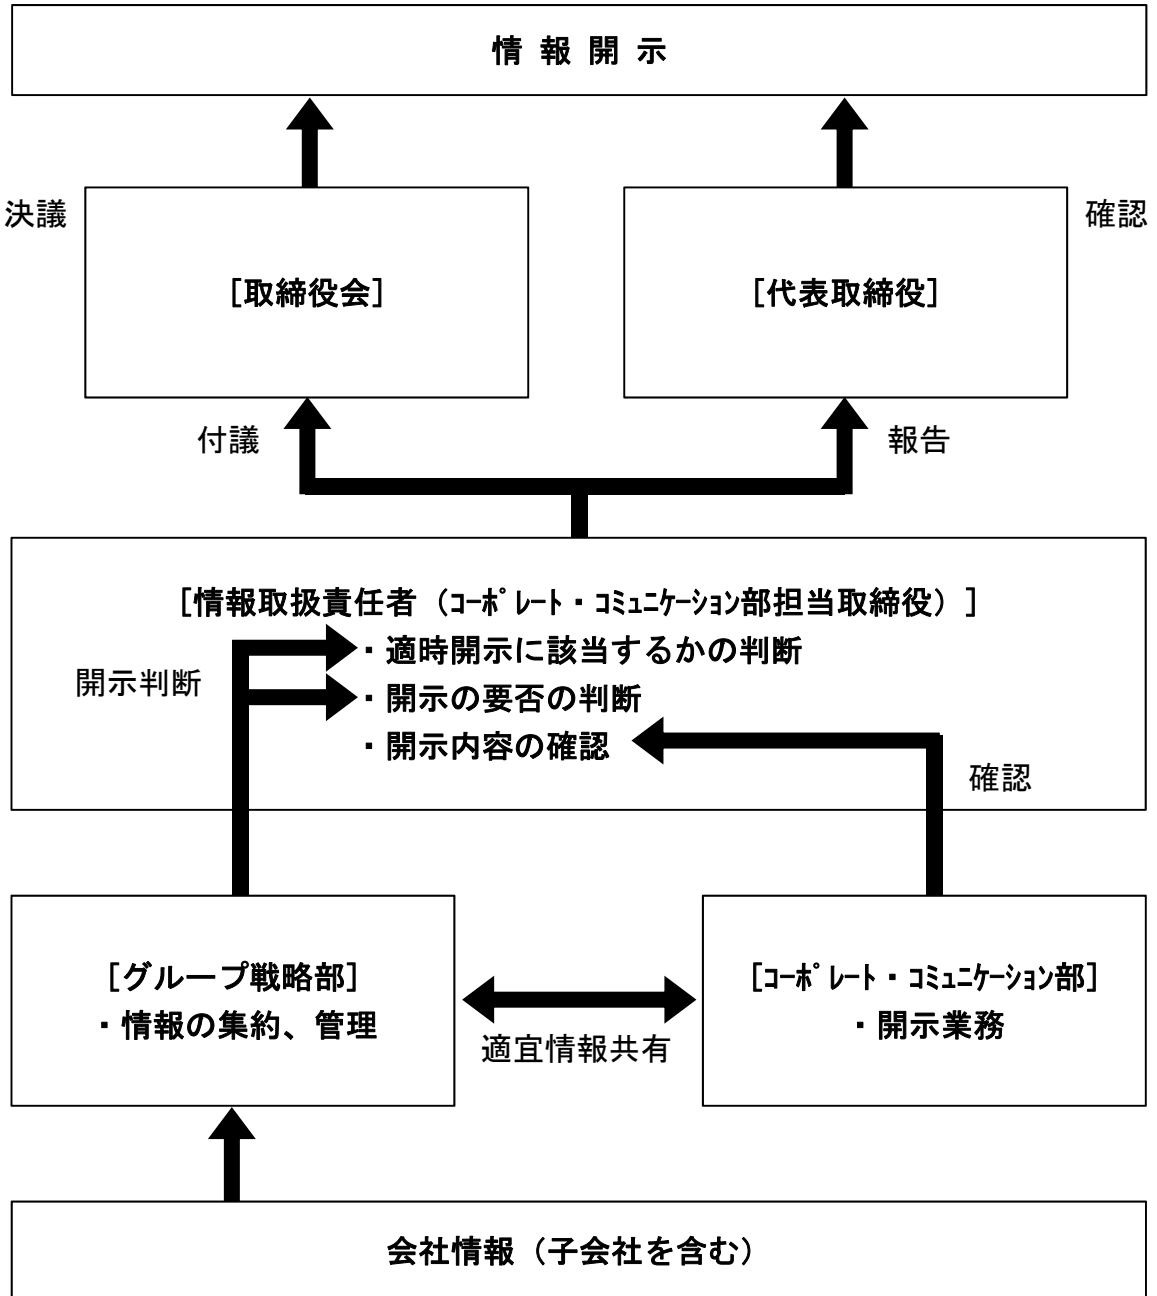 情 報 開 示
決議
確認
[取締役会]
[代表取締役]
付議
報告
[情報取扱責任者（ｺｰﾎﾟﾚｰﾄ・ｺﾐｭﾆｹｰｼｮﾝ部担当取締役）]
・適時開示に該当するかの判断
開示判断
・開示の要否の判断
・開示内容の確認
確認
[グループ戦略部]
・情報の集約、管理
適宜情報共有
[ｺｰﾎﾟﾚｰﾄ・ｺﾐｭﾆｹｰｼｮﾝ部]
・開示業務
会社情報（子会社を含む）